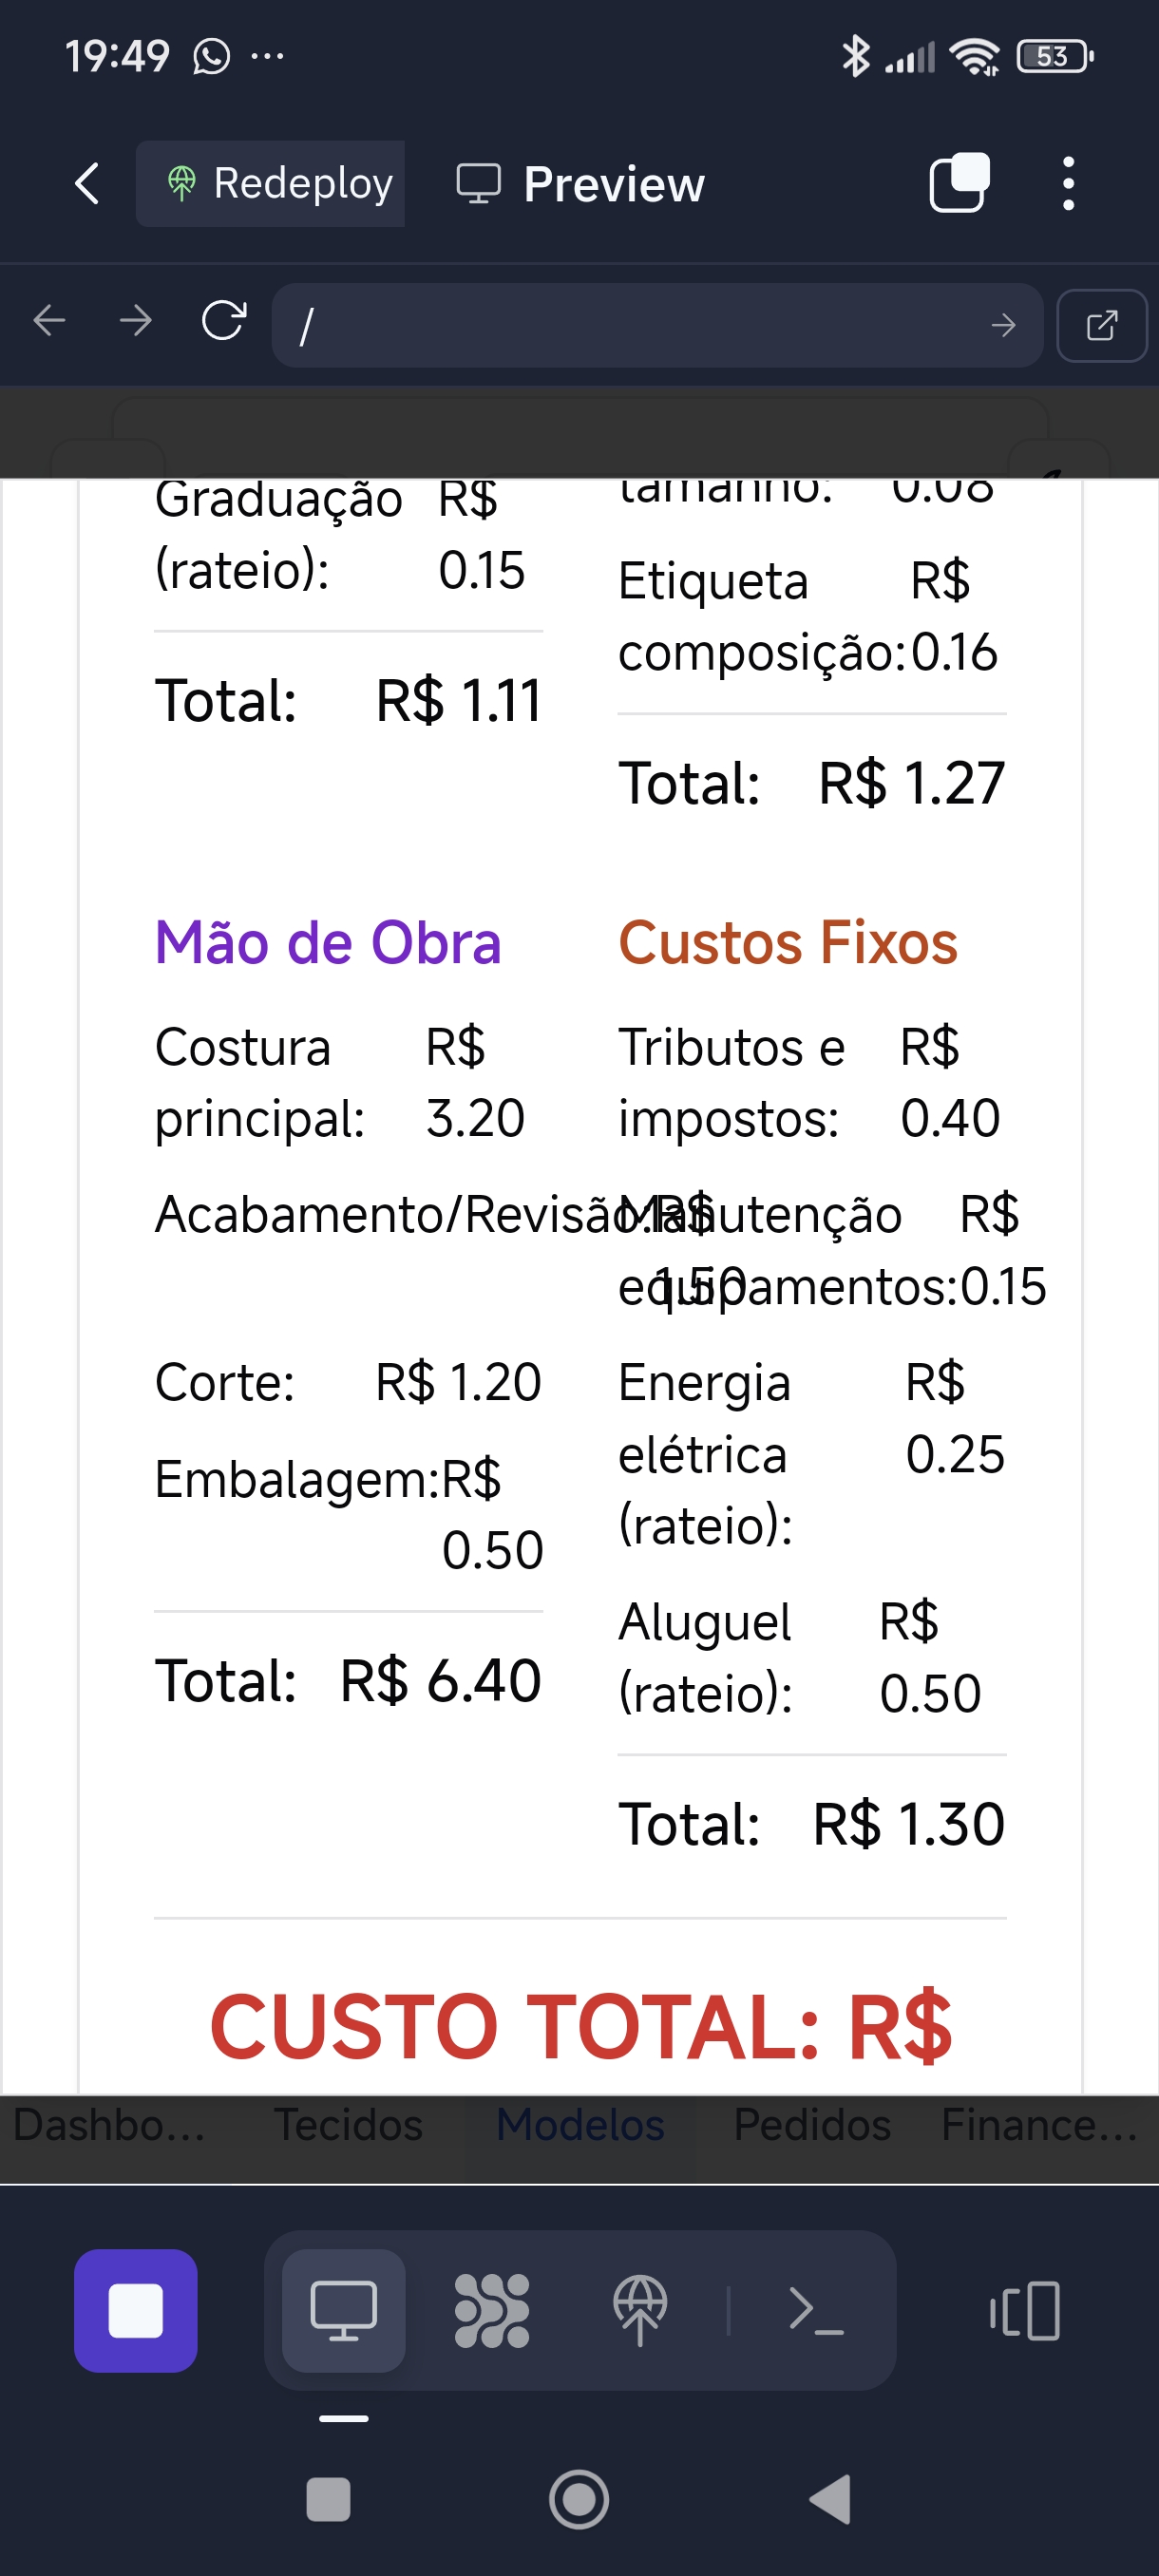 19:49 ... 53
Redeploy Preview
/
Graduação R$
(rateio): 0.15
Total: R$ 1.11
tamanho: 0.08
Etiqueta R$
composição: 0.16
Total: R$ 1.27
Mão de Obra
Costura R$
principal: 3.20
Acabamento/Revisão: R$
1.50
Corte: R$ 1.20
Embalagem: R$
0.50
Total: R$ 6.40
Custos Fixos
Tributos e R$
impostos: 0.40
Manutenção R$
equipamentos: 0.15
Energia R$
elétrica 0.25
(rateio):
Aluguel R$
(rateio): 0.50
Total: R$ 1.30
CUSTO TOTAL: R$
Dashbo... Tecidos Modelos Pedidos Finance...